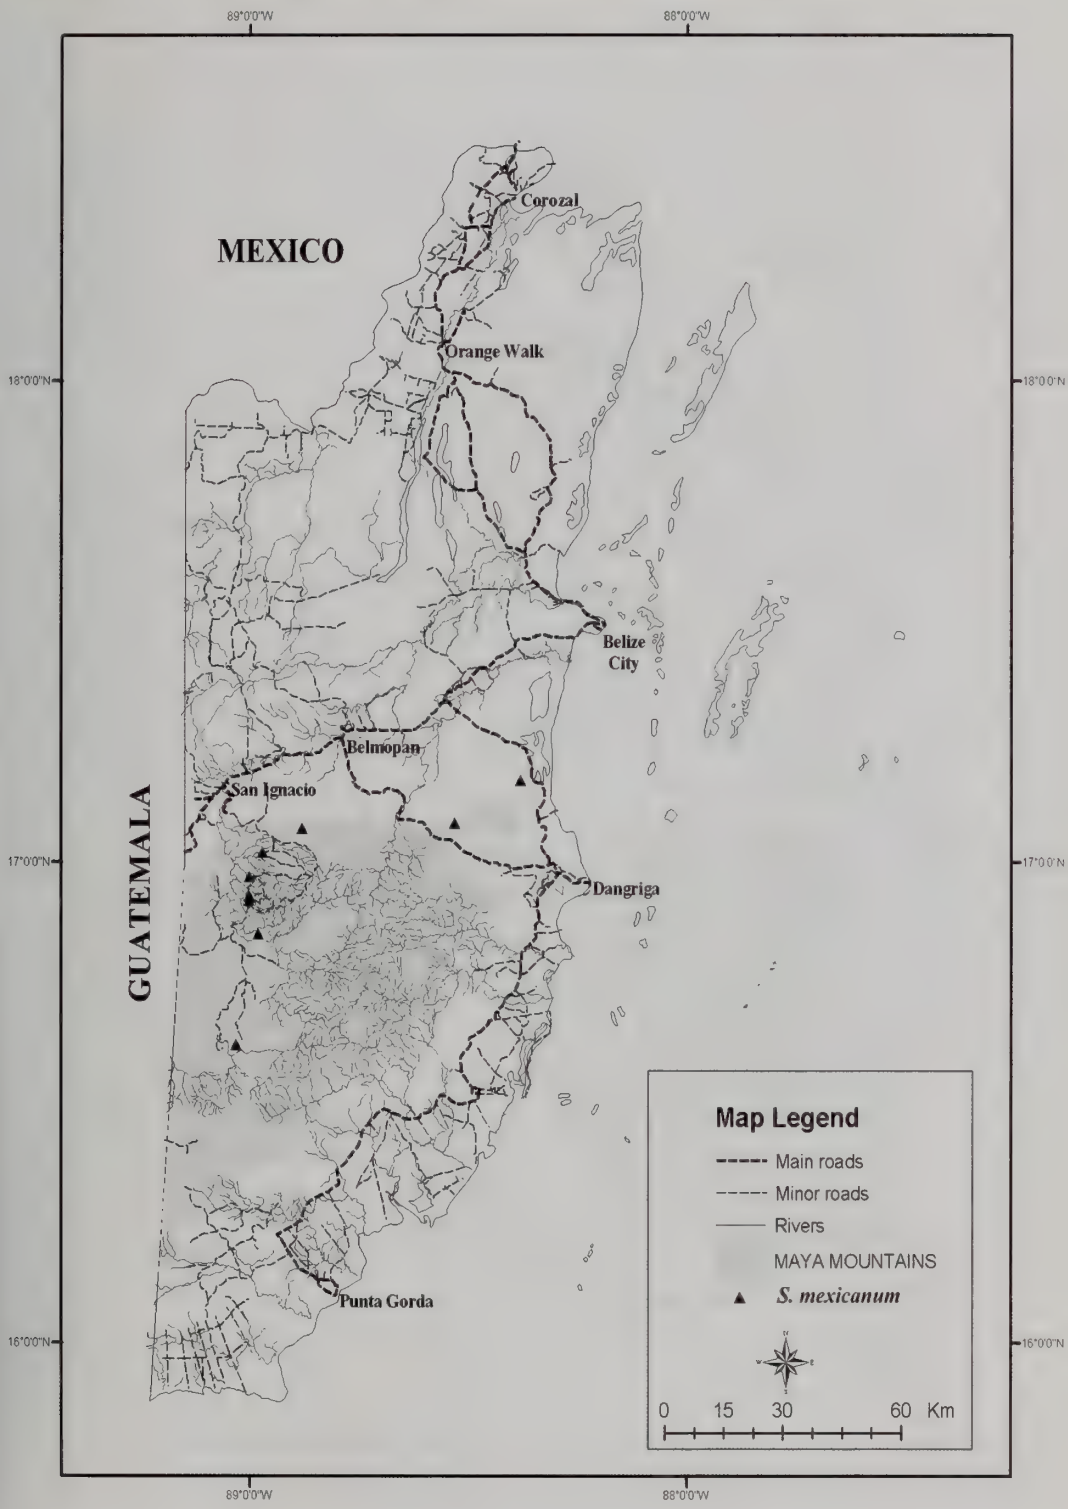 89°0'0"W
88°0'0"W
Corozal
MEXICO
Orange Walk
18°0'0"N
18°0'0"N
Belize
City
Belmopan
San Ignacio
GUATEMALA
17°0'0"N
17°0'0"N
Dangriga
Map Legend
Main roads
Minor roads
Rivers
MAYA MOUNTAINS
S. mexicanum
Punta Gorda
16°0'0"N
16°0'0"N
N
W
E
S
0 15 30 60 Km
89°0'0"W
88°0'0"W